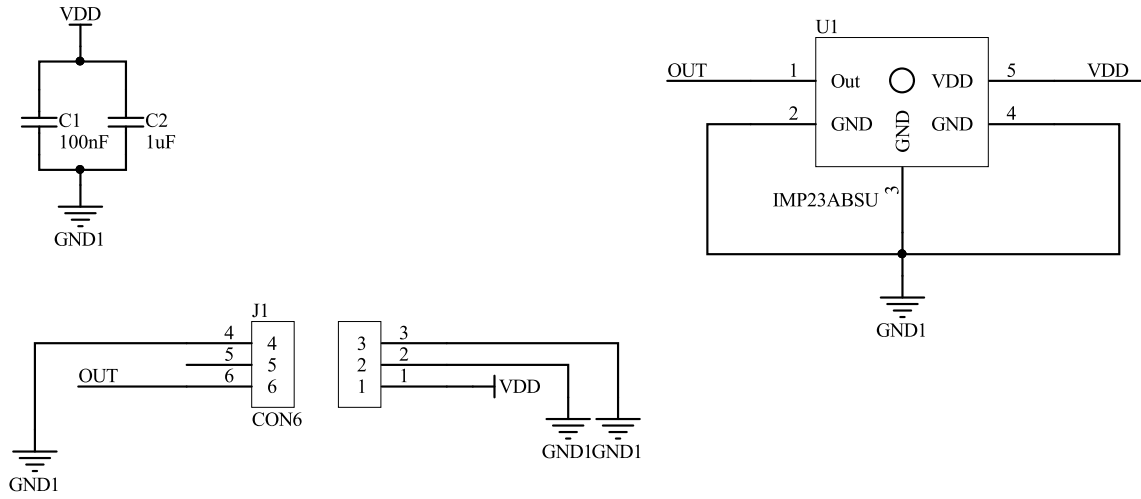 VDD
C1
100nF
C2
1uF
GND1
U1
OUT
1
Out
VDD
5
VDD
2
GND
GND
GND
4
IMP23ABSU
3
GND1
J1
4
4
5
5
OUT
6
6
CON6
GND1
3
3
2
2
1
1
VDD
GND1
GND1